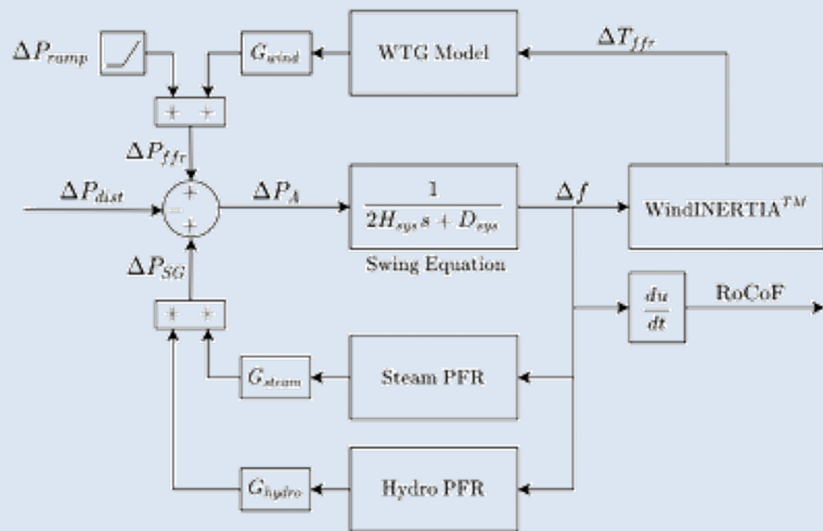 ΔP_ramp
G_wind
WTG Model
ΔT_ffr
+ +
ΔP_ffr
ΔP_dist
+
−
+
ΔP_A
1
2H_sys s + D_sys
Swing Equation
Δf
WindINERTIA^TM
ΔP_SG
+ +
du
dt
RoCoF
G_steam
Steam PFR
G_hydro
Hydro PFR